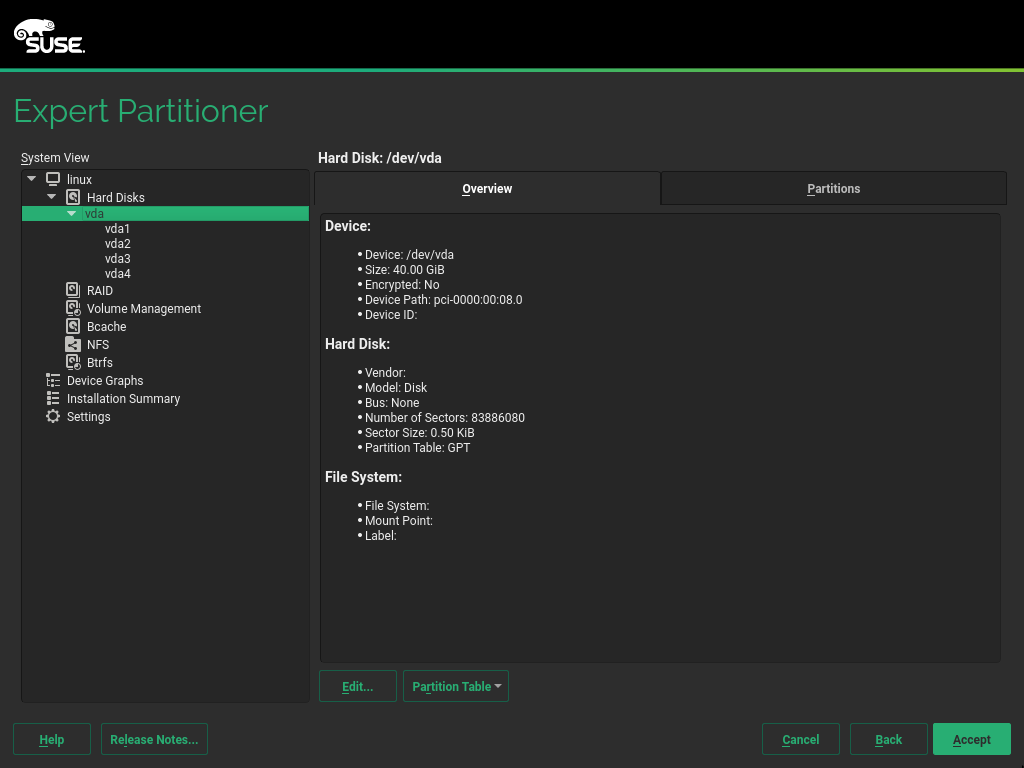 SUSE.
Expert Partitioner
System View
linux
Hard Disks
vda
vda1
vda2
vda3
vda4
RAID
Volume Management
Bcache
NFS
Btrfs
Device Graphs
Installation Summary
Settings
Hard Disk: /dev/vda
Overview
Partitions
Device:
• Device: /dev/vda
• Size: 40.00 GiB
• Encrypted: No
• Device Path: pci-0000:00:08.0
• Device ID:
Hard Disk:
• Vendor:
• Model: Disk
• Bus: None
• Number of Sectors: 83886080
• Sector Size: 0.50 KiB
• Partition Table: GPT
File System:
• File System:
• Mount Point:
• Label:
Edit...
Partition Table
Help
Release Notes...
Cancel
Back
Accept